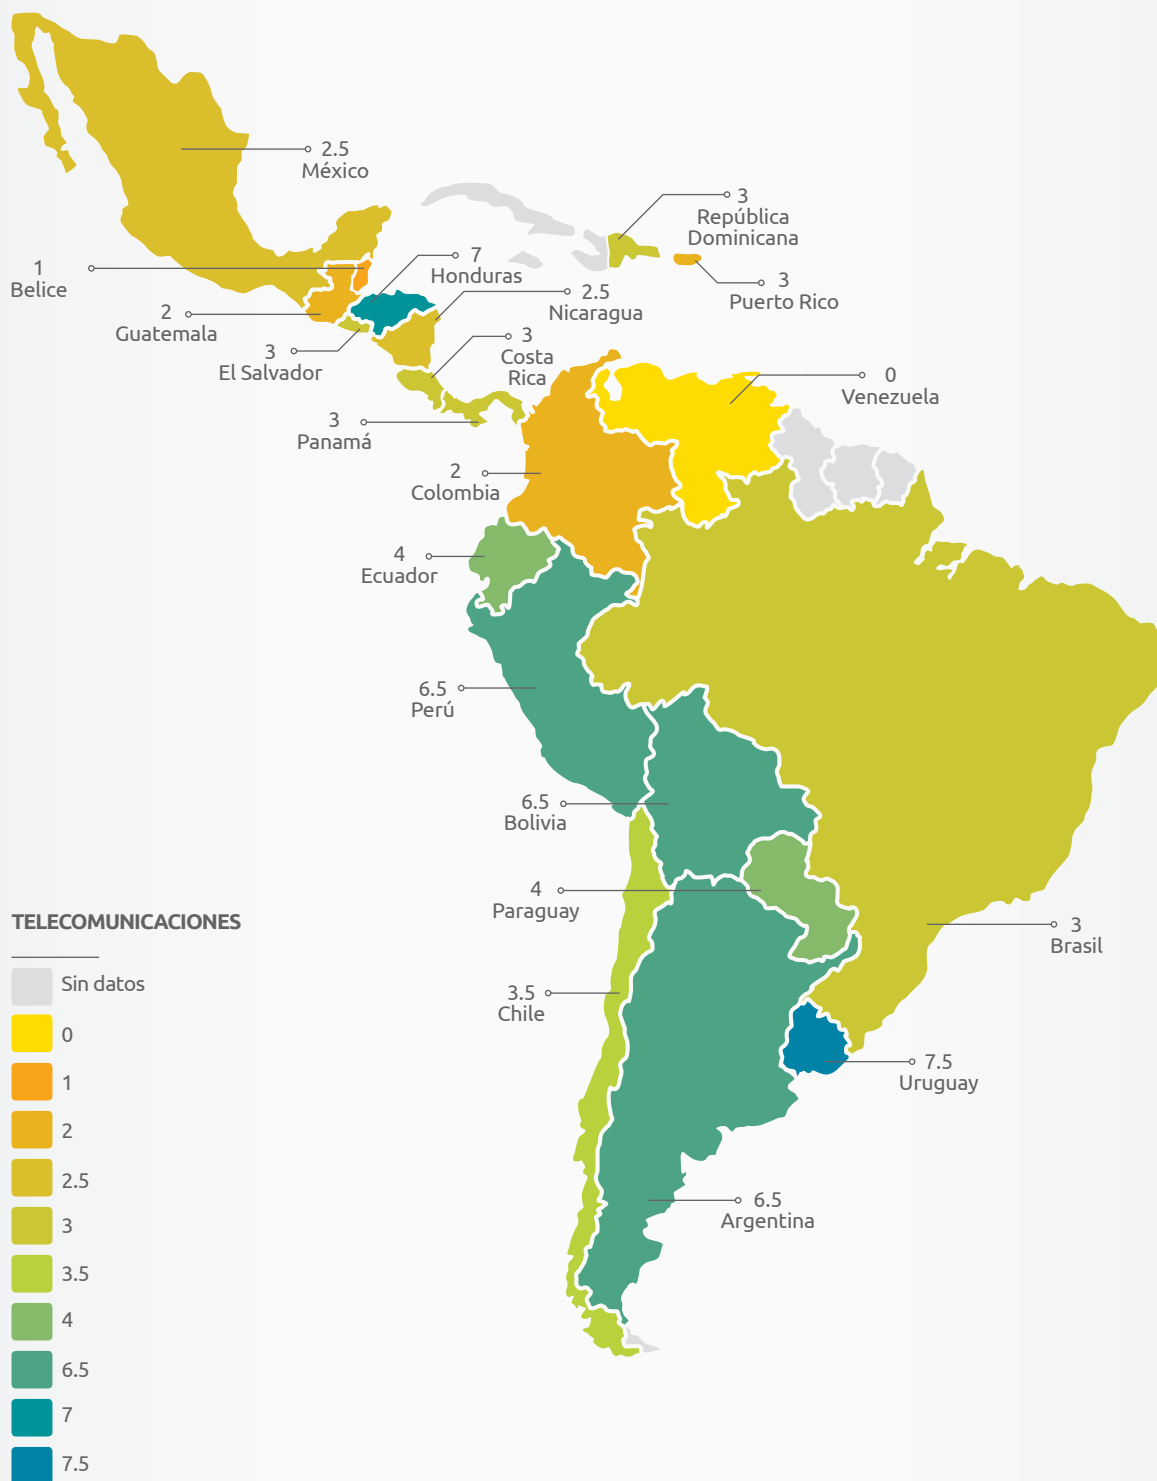 2.5
México
3
República
Dominicana
7
Honduras
1
Belice
3
Puerto Rico
2.5
Nicaragua
2
Guatemala
3
Costa
Rica
3
El Salvador
0
Venezuela
3
Panamá
2
Colombia
4
Ecuador
6.5
Perú
6.5
Bolivia
4
Paraguay
3
Brasil
3.5
Chile
7.5
Uruguay
6.5
Argentina
TELECOMUNICACIONES
Sin datos
0
1
2
2.5
3
3.5
4
6.5
7
7.5